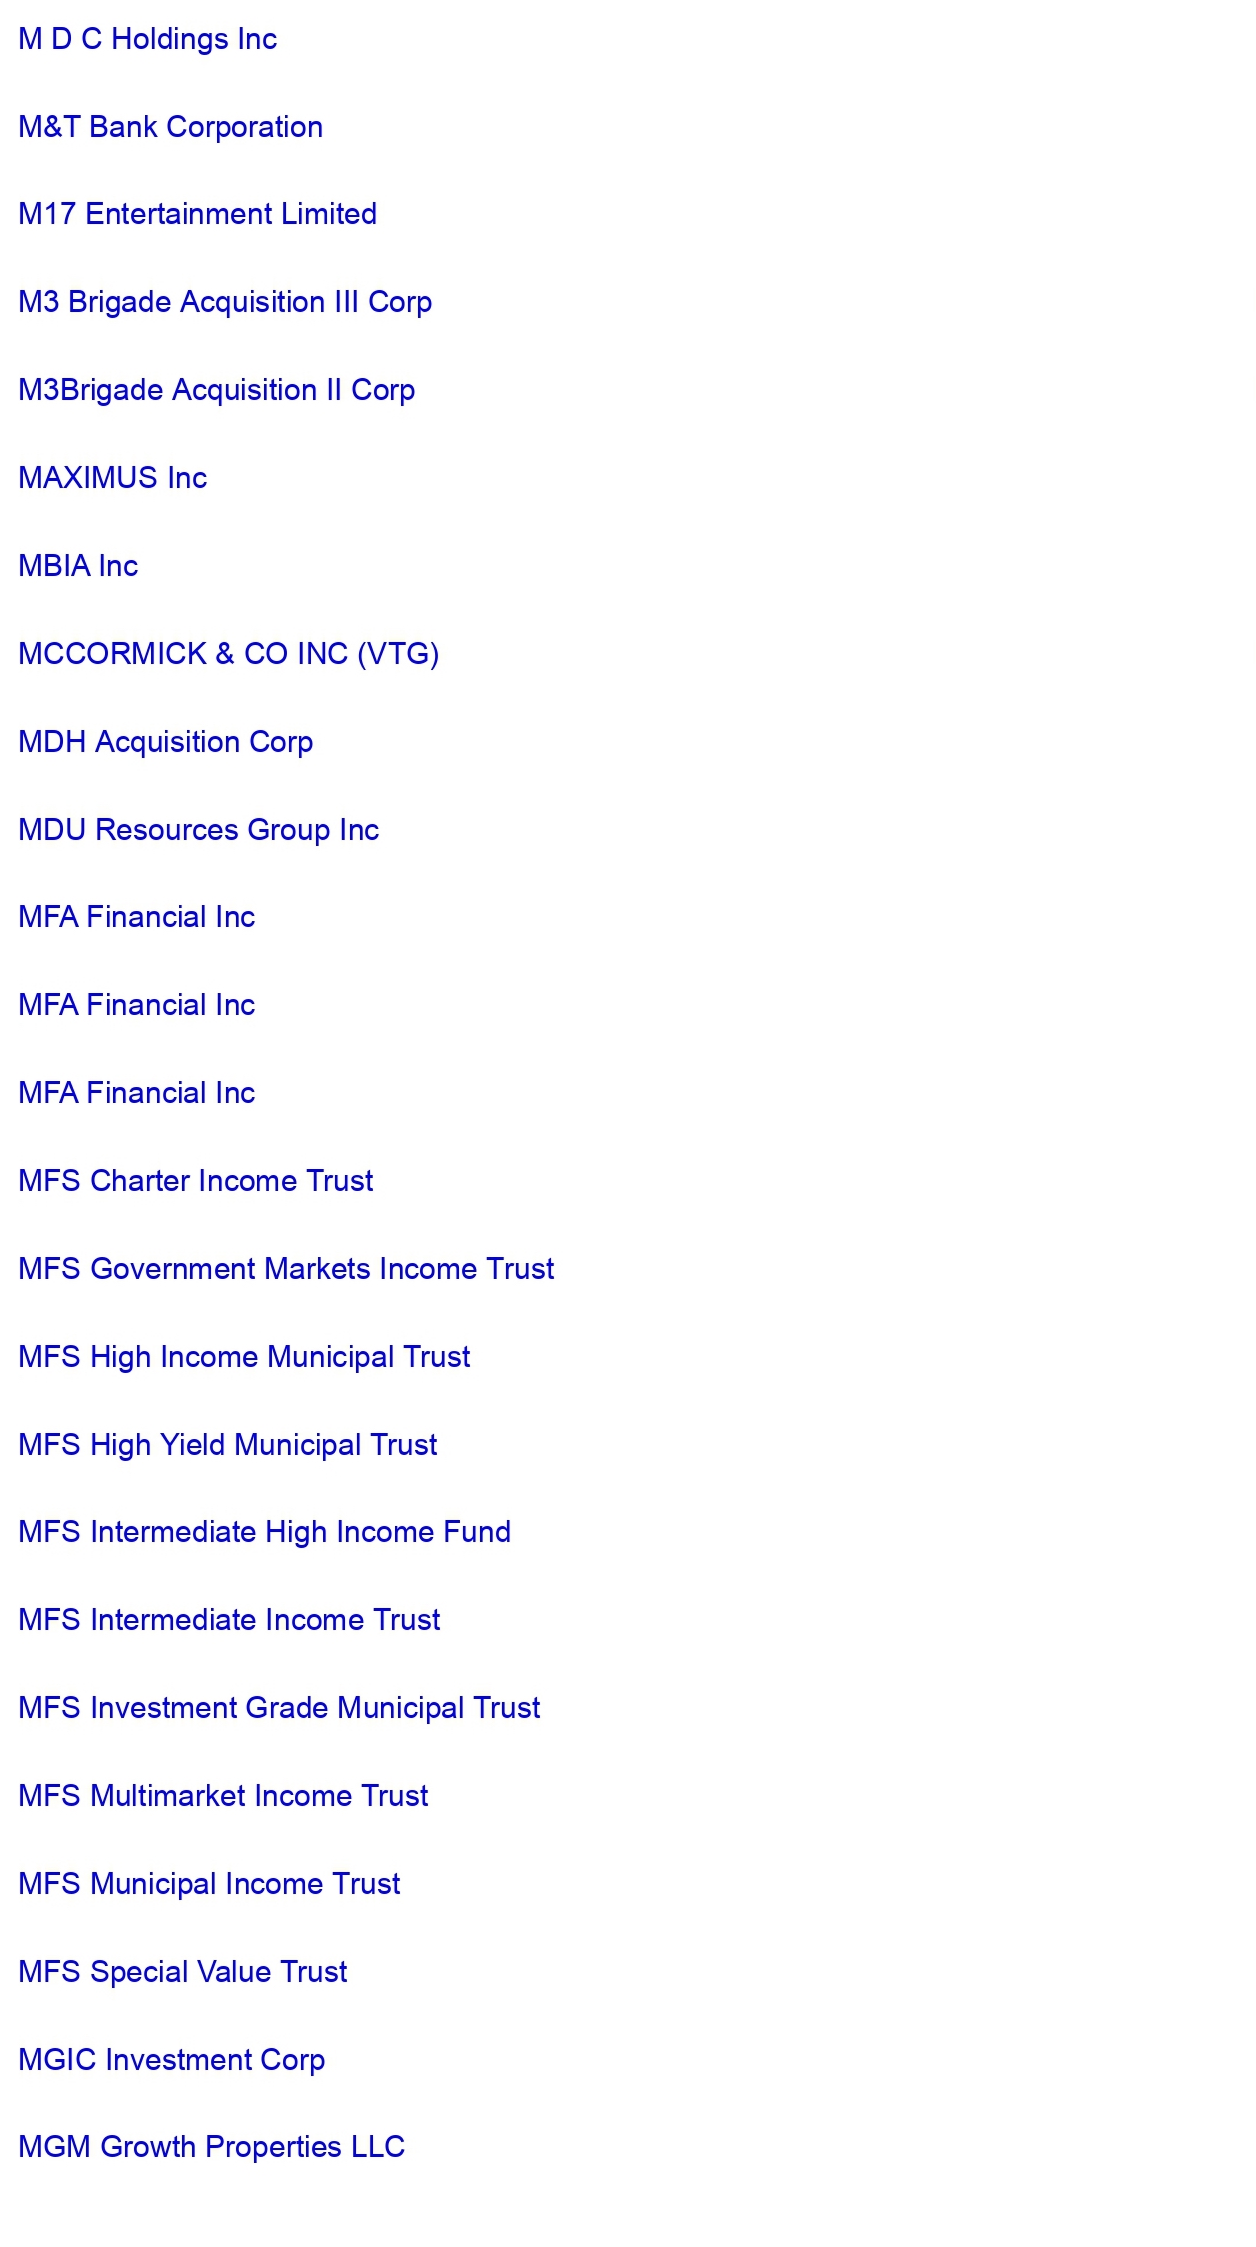 M D C Holdings Inc
M&T Bank Corporation
M17 Entertainment Limited
M3 Brigade Acquisition III Corp
M3Brigade Acquisition II Corp
MAXIMUS Inc
MBIA Inc
MCCORMICK & CO INC (VTG)
MDH Acquisition Corp
MDU Resources Group Inc
MFA Financial Inc
MFA Financial Inc
MFA Financial Inc
MFS Charter Income Trust
MFS Government Markets Income Trust
MFS High Income Municipal Trust
MFS High Yield Municipal Trust
MFS Intermediate High Income Fund
MFS Intermediate Income Trust
MFS Investment Grade Municipal Trust
MFS Multimarket Income Trust
MFS Municipal Income Trust
MFS Special Value Trust
MGIC Investment Corp
MGM Growth Properties LLC